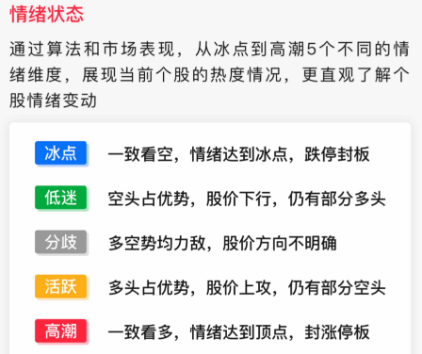 情绪状态
通过算法和市场表现，从冰点到高潮5个不同的情
绪维度，展现当前个股的热度情况，更直观了解个
股情绪变动
冰点 一致看空，情绪达到冰点，跌停封板
低迷 空头占优势，股价下行，仍有部分多头
分歧 多空势均力敌，股价方向不明确
活跃 多头占优势，股价上攻，仍有部分空头
高潮 一致看多，情绪达到顶点，封涨停板